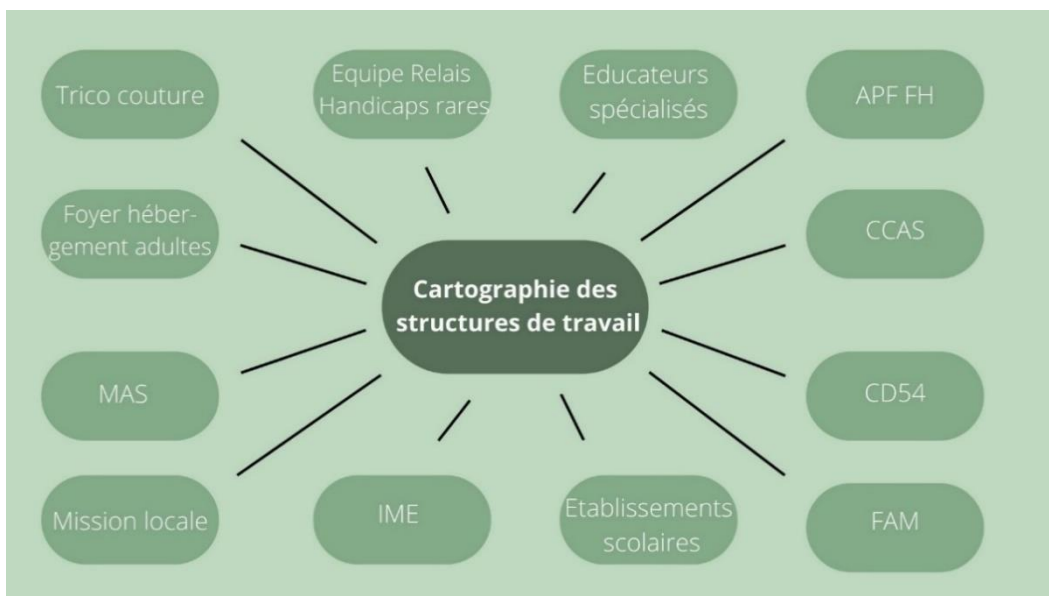 Trico couture
Equipe Relais
Handicaps rares
Educateurs
spécialisés
APF FH
Foyer héber-
gement adultes
CCAS
Cartographie des
structures de travail
MAS
CD54
Mission locale
IME
Etablissements
scolaires
FAM